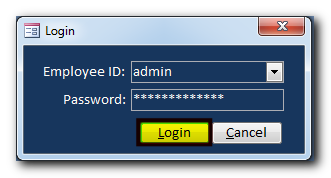 Login
Employee ID: admin
Password: *************
Login Cancel